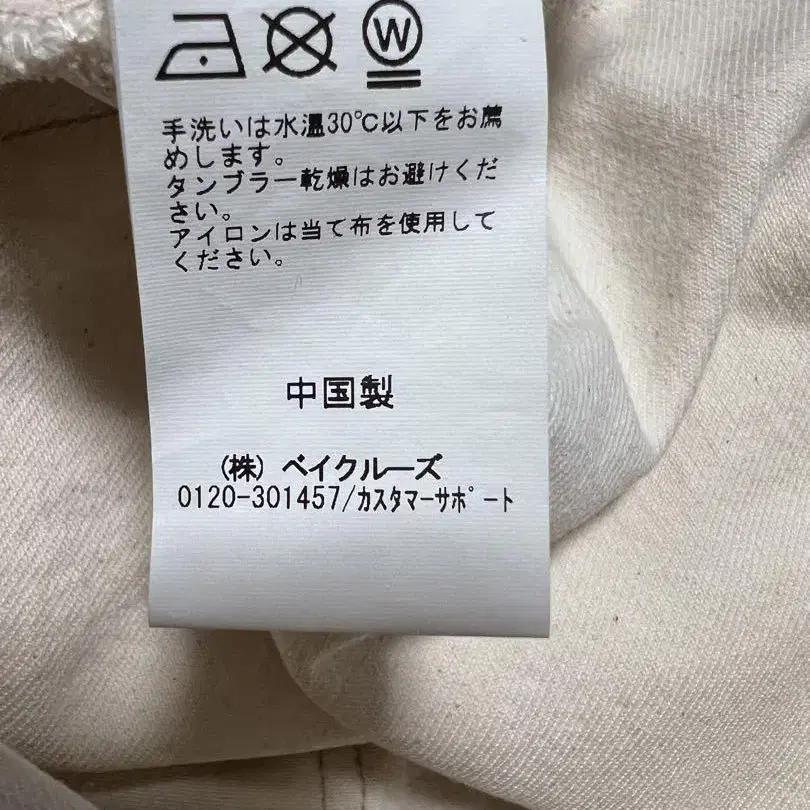 W
手洗いは水温30℃以下をお薦
めします。
タンブラー乾燥はお避けくだ
さい。
アイロンは当て布を使用して
ください。
中国製
(株) ベイクルーズ
0120-301457/カスタマーサポート